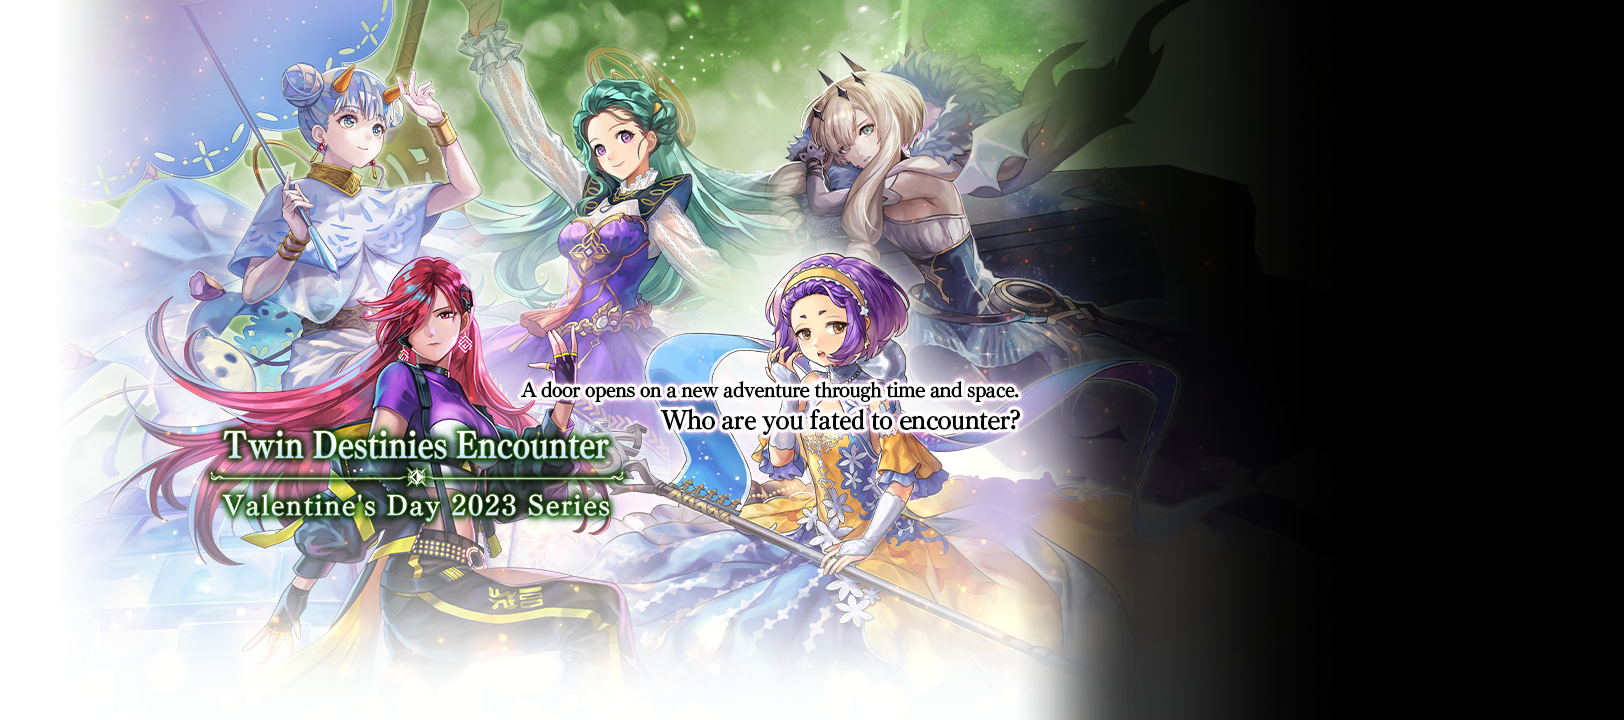 A door opens on a new adventure through time and space.
Who are you fated to encounter?
Twin Destinies Encounter
Valentine's Day 2023 Series